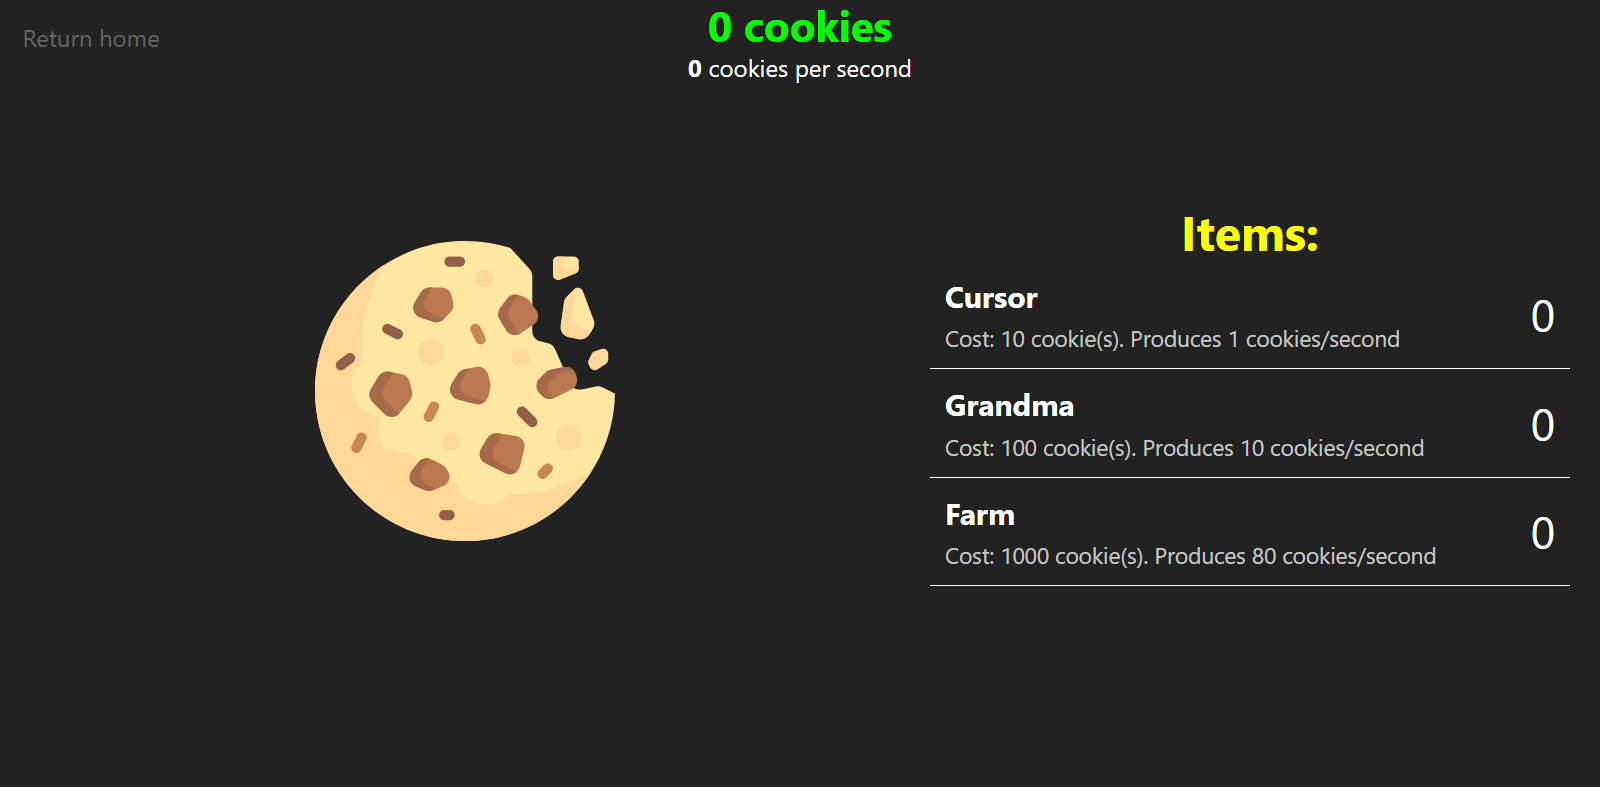 Return home
0 cookies
0 cookies per second
Items:
Cursor
Cost: 10 cookie(s). Produces 1 cookies/second
0
Grandma
Cost: 100 cookie(s). Produces 10 cookies/second
0
Farm
Cost: 1000 cookie(s). Produces 80 cookies/second
0